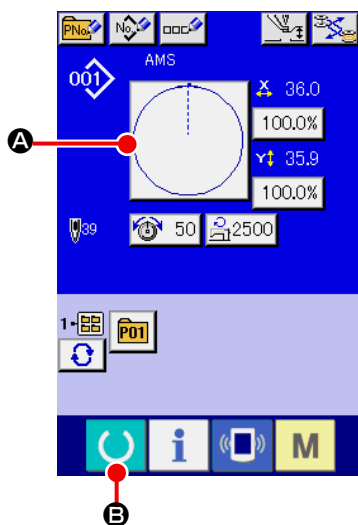 PNo. No.
AMS
001
X 36.0
100.0%
A
Y 35.9
100.0%
39 50 2500
1- P01
i M
B